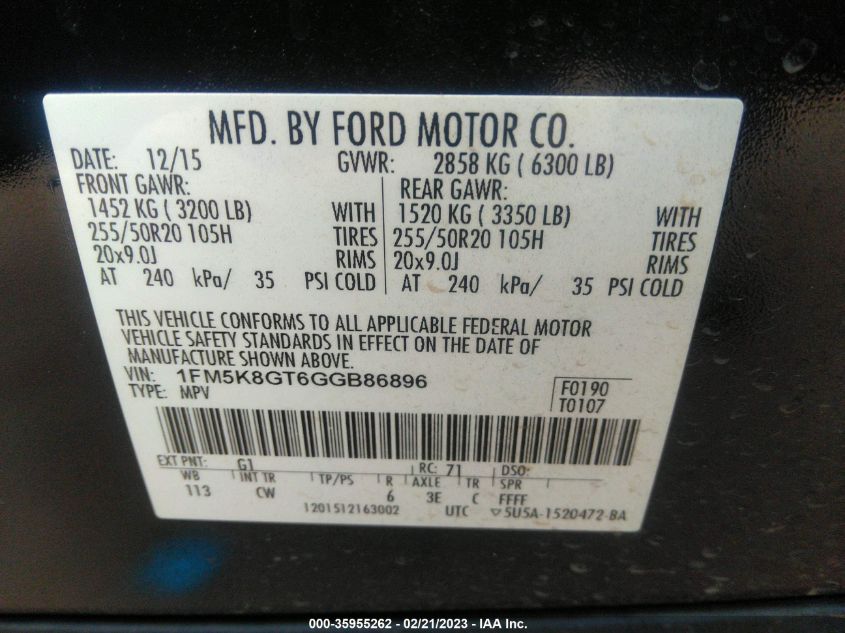 MFD. BY FORD MOTOR CO.
DATE: 12/15 GVWR: 2858 KG ( 6300 LB)
FRONT GAWR: REAR GAWR:
1452 KG ( 3200 LB) WITH 1520 KG ( 3350 LB) WITH
255/50R20 105H TIRES 255/50R20 105H TIRES
20x9.0J RIMS 20x9.0J RIMS
AT 240 kPa/ 35 PSI COLD AT 240 kPa/ 35 PSI COLD
THIS VEHICLE CONFORMS TO ALL APPLICABLE FEDERAL MOTOR
VEHICLE SAFETY STANDARDS IN EFFECT ON THE DATE OF
MANUFACTURE SHOWN ABOVE.
VIN: 1FM5K8GT6GGB86896 F0190
TYPE: MPV T0107
EXT PNT: G1 RC: 71 DSO:
WB INT TR TP/PS R AXLE TR SPR
113 CW 6 3E C FFFF
1201512163002 UTC ▽5U5A-1520472-BA
000-35955262 - 02/21/2023 - IAA Inc.